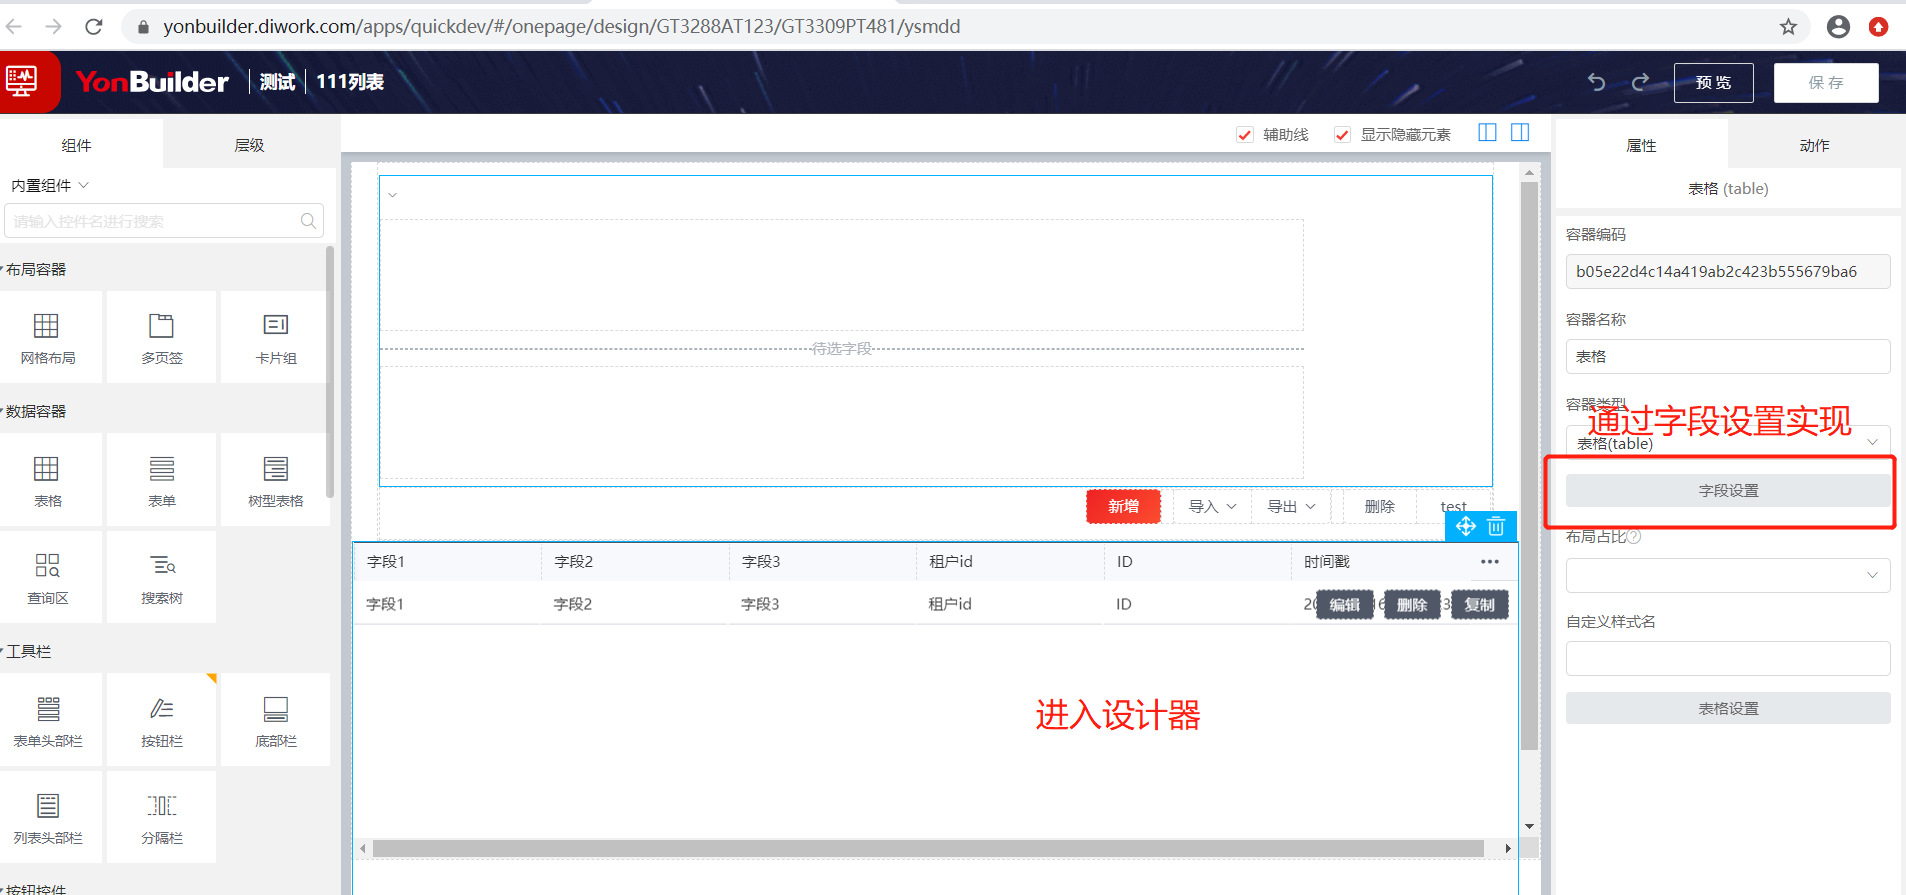 yonbuilder.diwork.com/apps/quickdev/#/onepage/design/GT3288AT123/GT3309PT481/ysmdd
YonBuilder 测试 111列表
预览 保存
组件 层级
辅助线 显示隐藏元素
属性 动作
内置组件
请输入控件名进行搜索
布局容器
网格布局 多页签 卡片组
数据容器
表格 表单 树型表格
查询区 搜索树
工具栏
表单头部栏 按钮栏 底部栏
列表头部栏 分隔栏
按钮控件
待选字段
新增 导入 导出 删除 test
字段1 字段2 字段3 租户id ID 时间戳
字段1 字段2 字段3 租户id ID 编辑 删除 复制
进入设计器
表格 (table)
容器编码
b05e22d4c14a419ab2c423b555679ba6
容器名称
表格
容器类型
通过字段设置实现
表格(table)
字段设置
布局占比
自定义样式名
表格设置